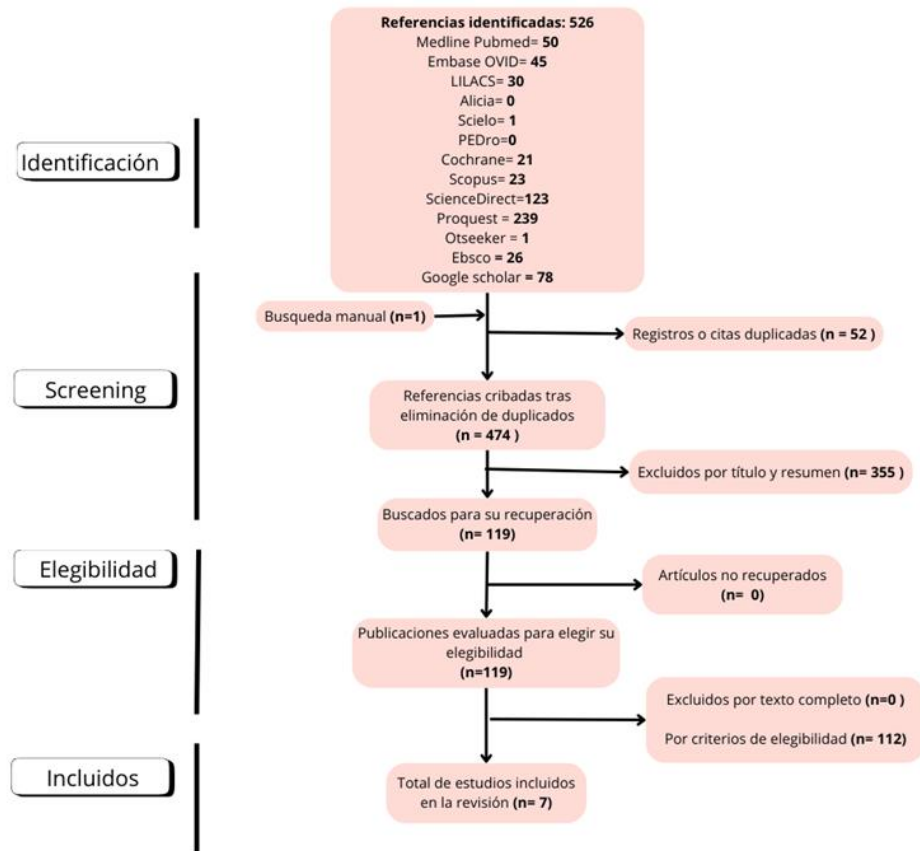 Referencias identificadas: 526
Medline Pubmed= 50
Embase OVID= 45
LILACS= 30
Alicia= 0
Scielo= 1
PEDro=0
Cochrane= 21
Scopus= 23
ScienceDirect=123
Proquest = 239
Otseeker = 1
Ebsco = 26
Google scholar = 78
Identificación
Busqueda manual (n=1)
Registros o citas duplicadas (n = 52 )
Screening
Referencias cribadas tras
eliminación de duplicados
(n = 474 )
Excluidos por título y resumen (n= 355 )
Buscados para su recuperación
(n= 119)
Elegibilidad
Artículos no recuperados
(n=  0)
Publicaciones evaluadas para elegir su
elegibilidad
(n=119)
Excluidos por texto completo (n=0 )
Por criterios de elegibilidad (n= 112)
Incluidos
Total de estudios incluidos
en la revisión (n= 7)